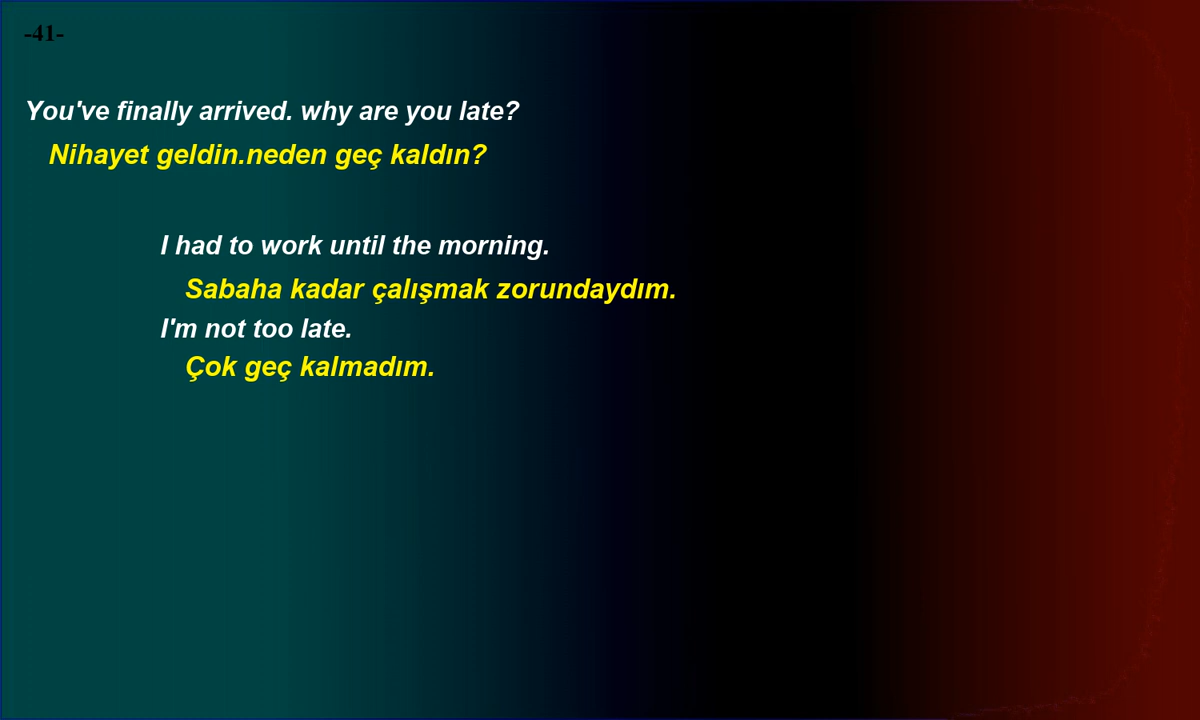 -41-
You've finally arrived. why are you late?
Nihayet geldin.neden geç kaldın?
I had to work until the morning.
Sabaha kadar çalışmak zorundaydım.
I'm not too late.
Çok geç kalmadım.